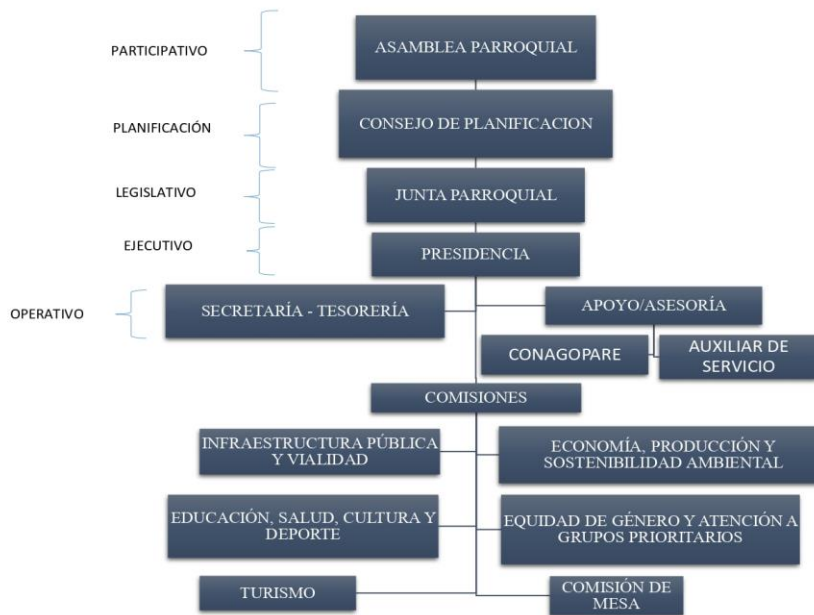 PARTICIPATIVO
ASAMBLEA PARROQUIAL
PLANIFICACIÓN
CONSEJO DE PLANIFICACION
LEGISLATIVO
JUNTA PARROQUIAL
EJECUTIVO
PRESIDENCIA
OPERATIVO
SECRETARÍA - TESORERÍA
APOYO/ASESORÍA
CONAGOPARE
AUXILIAR DE
SERVICIO
COMISIONES
INFRAESTRUCTURA PÚBLICA
Y VIALIDAD
ECONOMÍA, PRODUCCIÓN Y
SOSTENIBILIDAD AMBIENTAL
EDUCACIÓN, SALUD, CULTURA Y
DEPORTE
EQUIDAD DE GÉNERO Y ATENCIÓN A
GRUPOS PRIORITARIOS
TURISMO
COMISIÓN DE
MESA